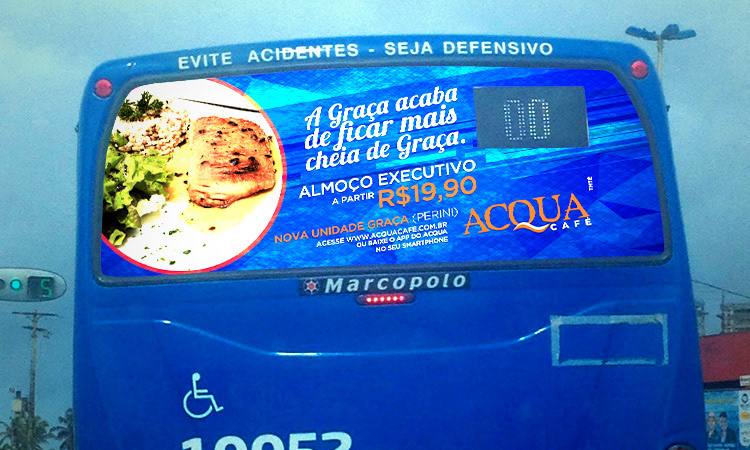 EVITE ACIDENTES - SEJA DEFENSIVO
A Graça acaba
de ficar mais
cheia de Graça.
00
ALMOÇO EXECUTIVO
A PARTIR R$19,90
NOVA UNIDADE GRAÇA (PERINI)
ACESSE WWW.ACQUACAFE.COM.BR
OU BAIXE O APP DO ACQUA
NO SEU SMARTPHONE
ACQUA
CAFÉ
Marcopolo
5
10052